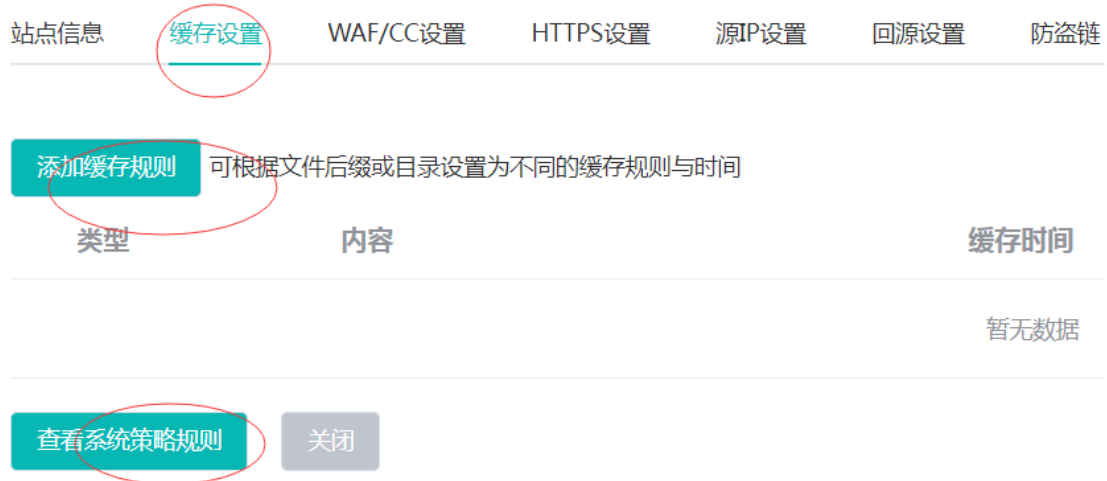 站点信息 缓存设置 WAF/CC设置 HTTPS设置 源IP设置 回源设置 防盗链
添加缓存规则 可根据文件后缀或目录设置为不同的缓存规则与时间
类型 内容 缓存时间
暂无数据
查看系统策略规则 关闭